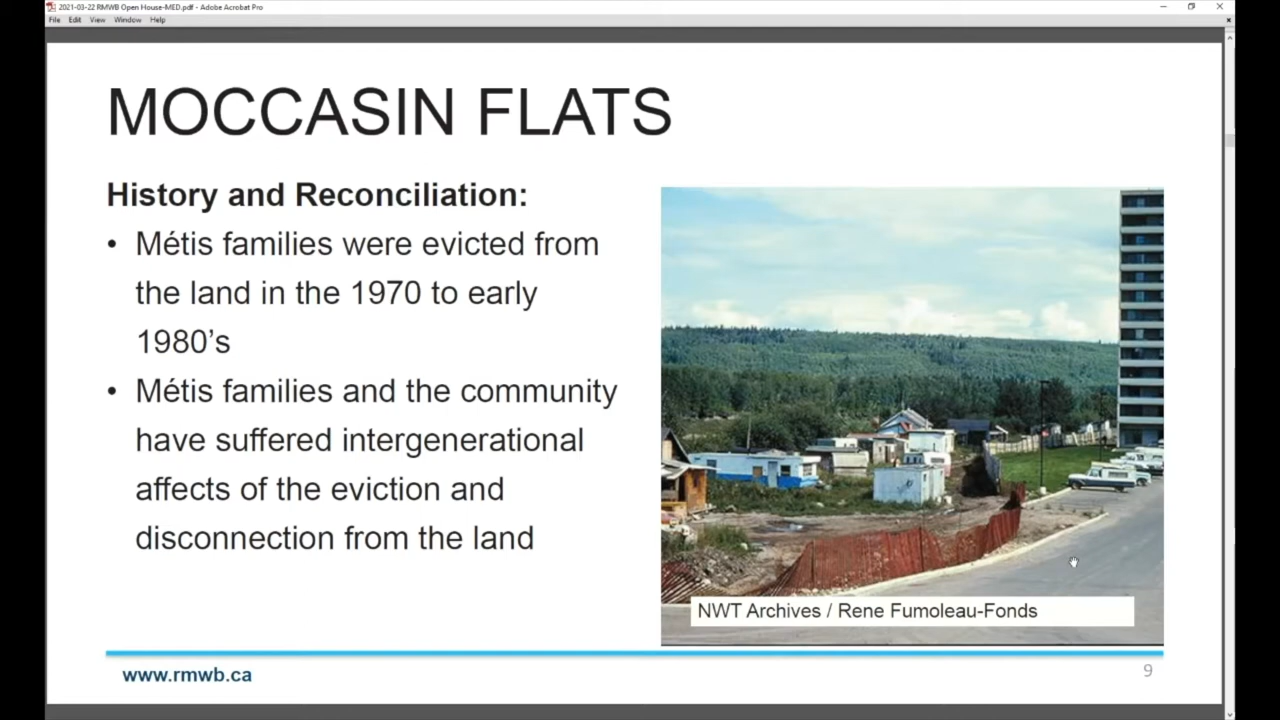 2021-03-22 RMWB Open House-MED.pdf - Adobe Acrobat Pro
File Edit View Window Help
MOCCASIN FLATS
History and Reconciliation:
• Métis families were evicted from
the land in the 1970 to early
1980’s
• Métis families and the community
have suffered intergenerational
affects of the eviction and
disconnection from the land
NWT Archives / Rene Fumoleau-Fonds
www.rmwb.ca
9